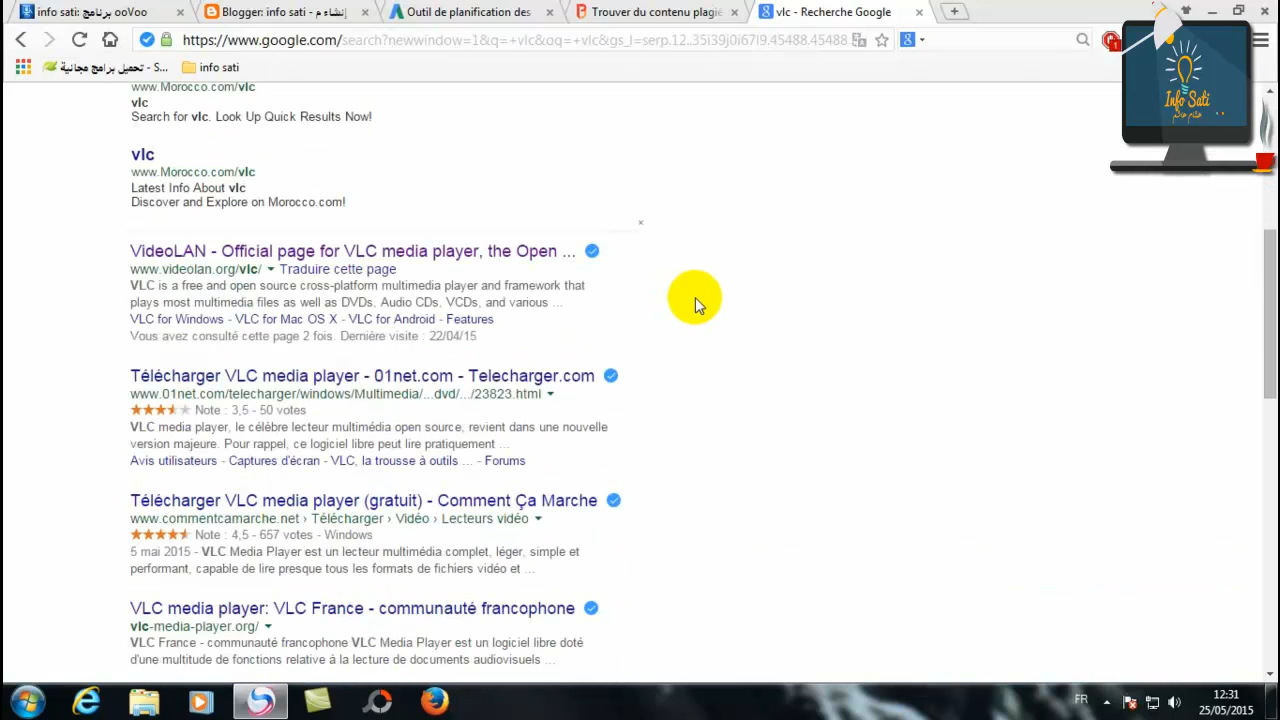 info sati: برنامج ooVoo
Blogger: info sati - إنشاء م
Outil de planification des
Trouver du contenu plagié
vlc - Recherche Google
https://www.google.com/search?newwindow=1&q=+vlc&oq=+vlc&gs_l=serp.12..35i39j0i67l9.45488.45488
S... - تحميل برامج مجانية
info sati
www.Morocco.com/vlc
vlc
Search for vlc. Look Up Quick Results Now!
vlc
www.Morocco.com/vlc
Latest Info About vlc
Discover and Explore on Morocco.com!
VideoLAN - Official page for VLC media player, the Open ...
www.videolan.org/vlc/ Traduire cette page
VLC is a free and open source cross-platform multimedia player and framework that
plays most multimedia files as well as DVDs, Audio CDs, VCDs, and various ...
VLC for Windows - VLC for Mac OS X - VLC for Android - Features
Vous avez consulté cette page 2 fois. Dernière visite : 22/04/15
Télécharger VLC media player - 01net.com - Telecharger.com
www.01net.com/telecharger/windows/Multimedia/...dvd/.../23823.html
Note : 3,5 - 50 votes
VLC media player, le célèbre lecteur multimédia open source, revient dans une nouvelle
version majeure. Pour rappel, ce logiciel libre peut lire pratiquement ...
Avis utilisateurs - Captures d'écran - VLC, la trousse à outils ... - Forums
Télécharger VLC media player (gratuit) - Comment Ça Marche
www.commentcamarche.net › Télécharger › Vidéo › Lecteurs vidéo
Note : 4,5 - 657 votes - Windows
5 mai 2015 - VLC Media Player est un lecteur multimédia complet, léger, simple et
performant, capable de lire presque tous les formats de fichiers vidéo et ...
VLC media player: VLC France - communauté francophone
vlc-media-player.org/
VLC France - communauté francophone VLC Media Player est un logiciel libre doté
d'une multitude de fonctions relative à la lecture de documents audiovisuels ...
Info Sati
1
FR
12:31
25/05/2015